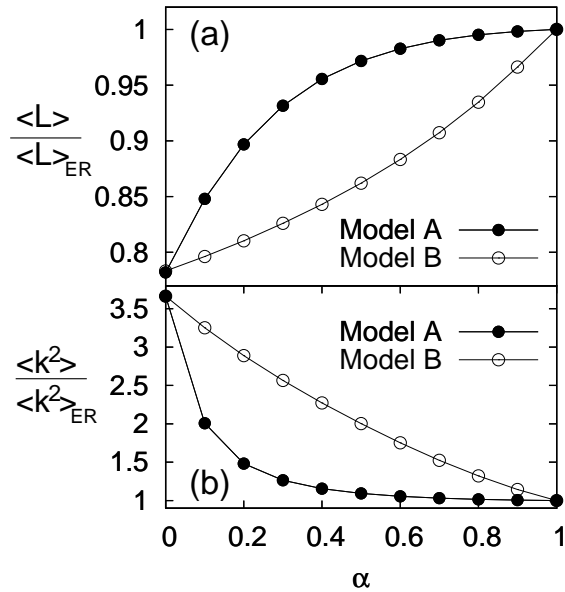 (a)
1
0.95
0.9
0.85
0.8
<L>
<L>ER
Model A
Model B
3.5
3
2.5
2
1.5
1
<k²>
<k²>ER
Model A
Model B
(b)
0 0.2 0.4 0.6 0.8 1
α